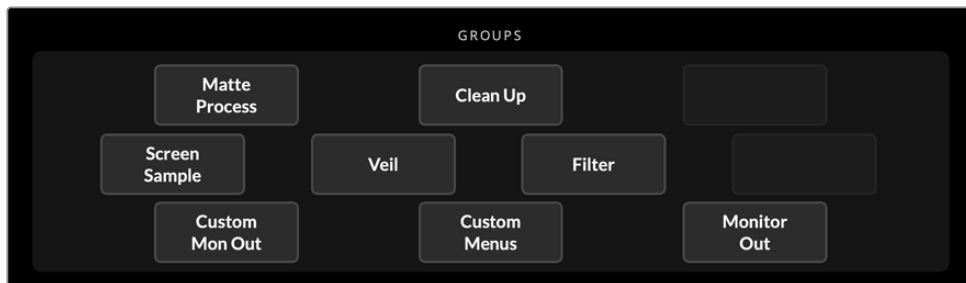 GROUPS
Matte
Process
Clean Up
Screen
Sample
Veil
Filter
Custom
Mon Out
Custom
Menus
Monitor
Out